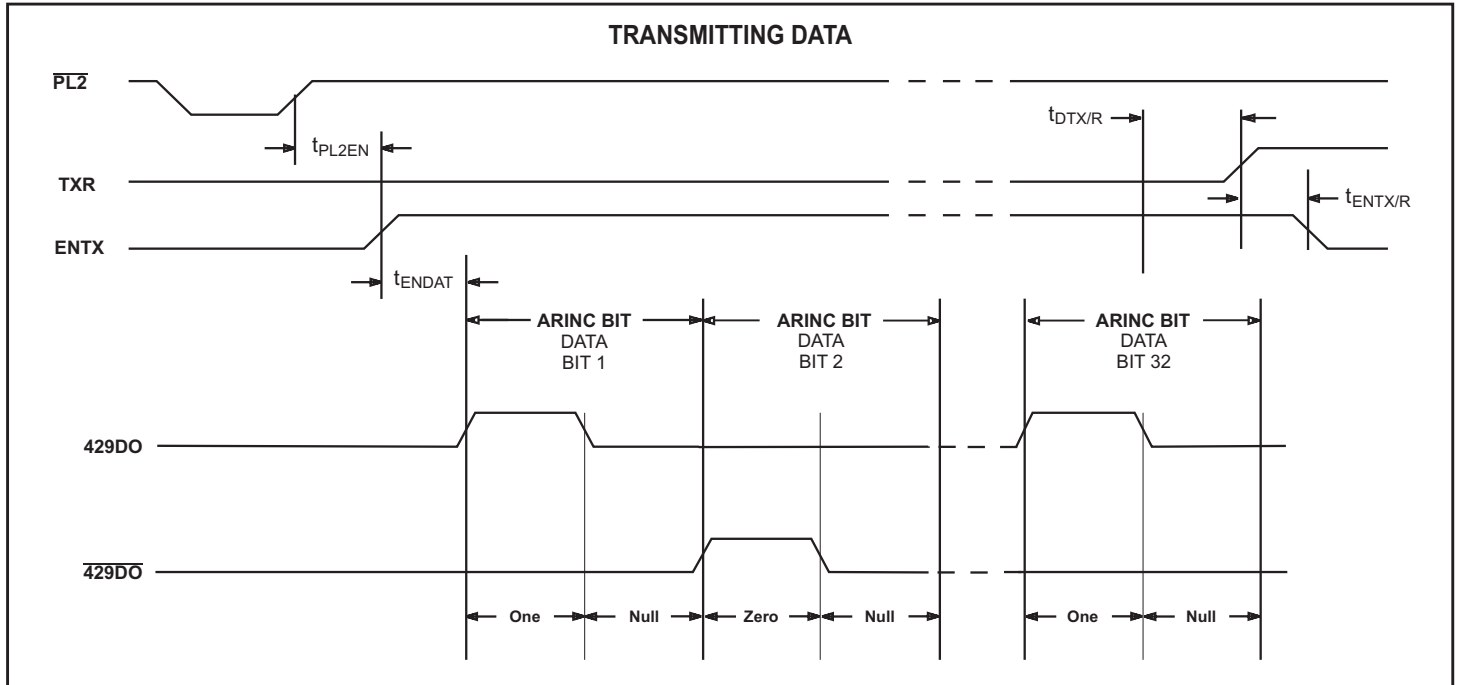 TRANSMITTING DATA
PL2
tDTX/R
tPL2EN
TXR
tENTX/R
ENTX
tENDAT
ARINC BIT ARINC BIT ARINC BIT
DATA DATA DATA
BIT 1 BIT 2 BIT 32
429DO
429DO
One Null Zero Null One Null